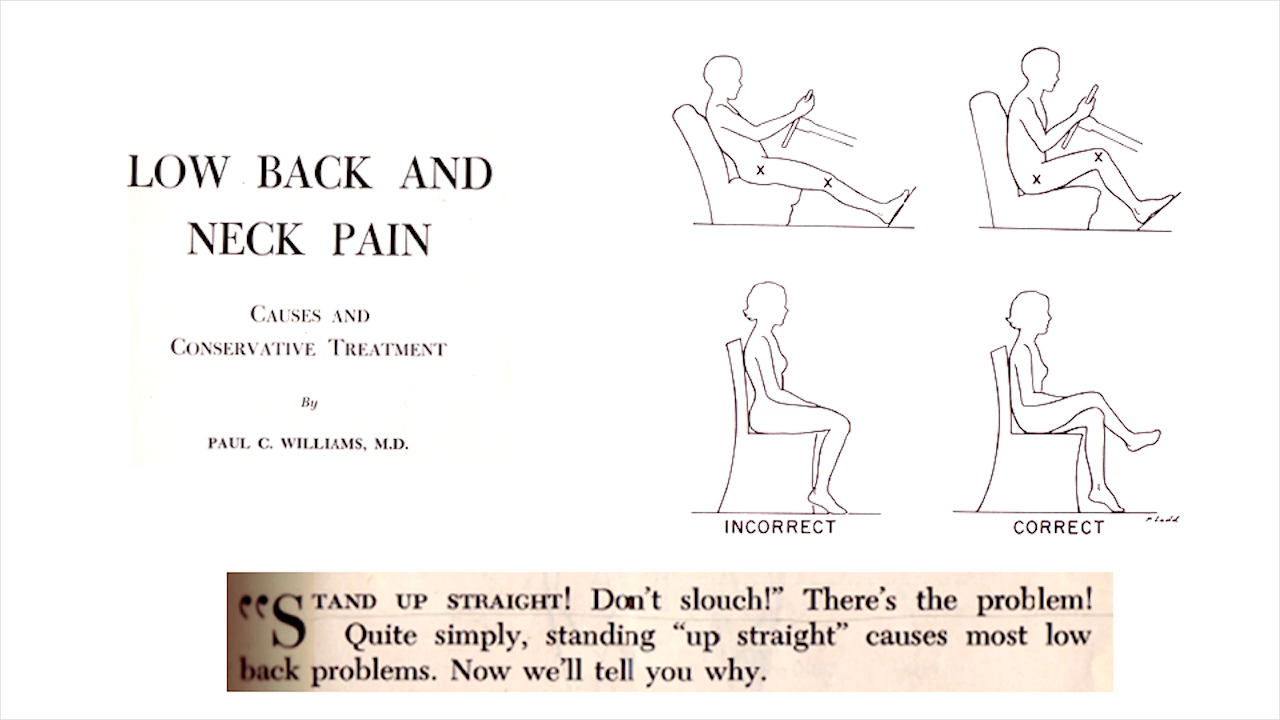 LOW BACK AND
NECK PAIN
CAUSES AND
CONSERVATIVE TREATMENT
By
PAUL C. WILLIAMS, M.D.
x
x
x
x
INCORRECT
CORRECT
“STAND UP STRAIGHT! Don't slouch!” There's the problem!
Quite simply, standing “up straight” causes most low
back problems. Now we'll tell you why.